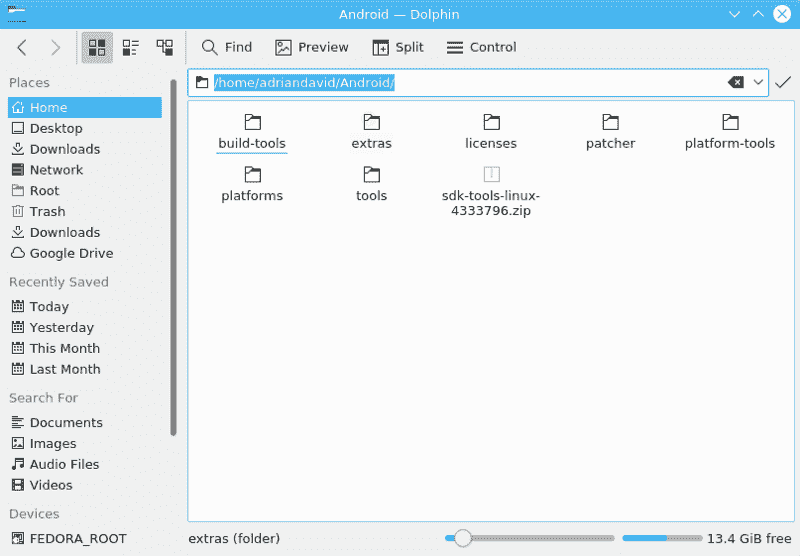 Android — Dolphin
Find Preview Split Control
Places
/home/adriandavid/Android/
Home
Desktop
Downloads
Network
Root
Trash
Downloads
Google Drive
Recently Saved
Today
Yesterday
This Month
Last Month
Search For
Documents
Images
Audio Files
Videos
Devices
FEDORA_ROOT
build-tools extras licenses patcher platform-tools
platforms tools sdk-tools-linux-
4333796.zip
extras (folder) 13.4 GiB free